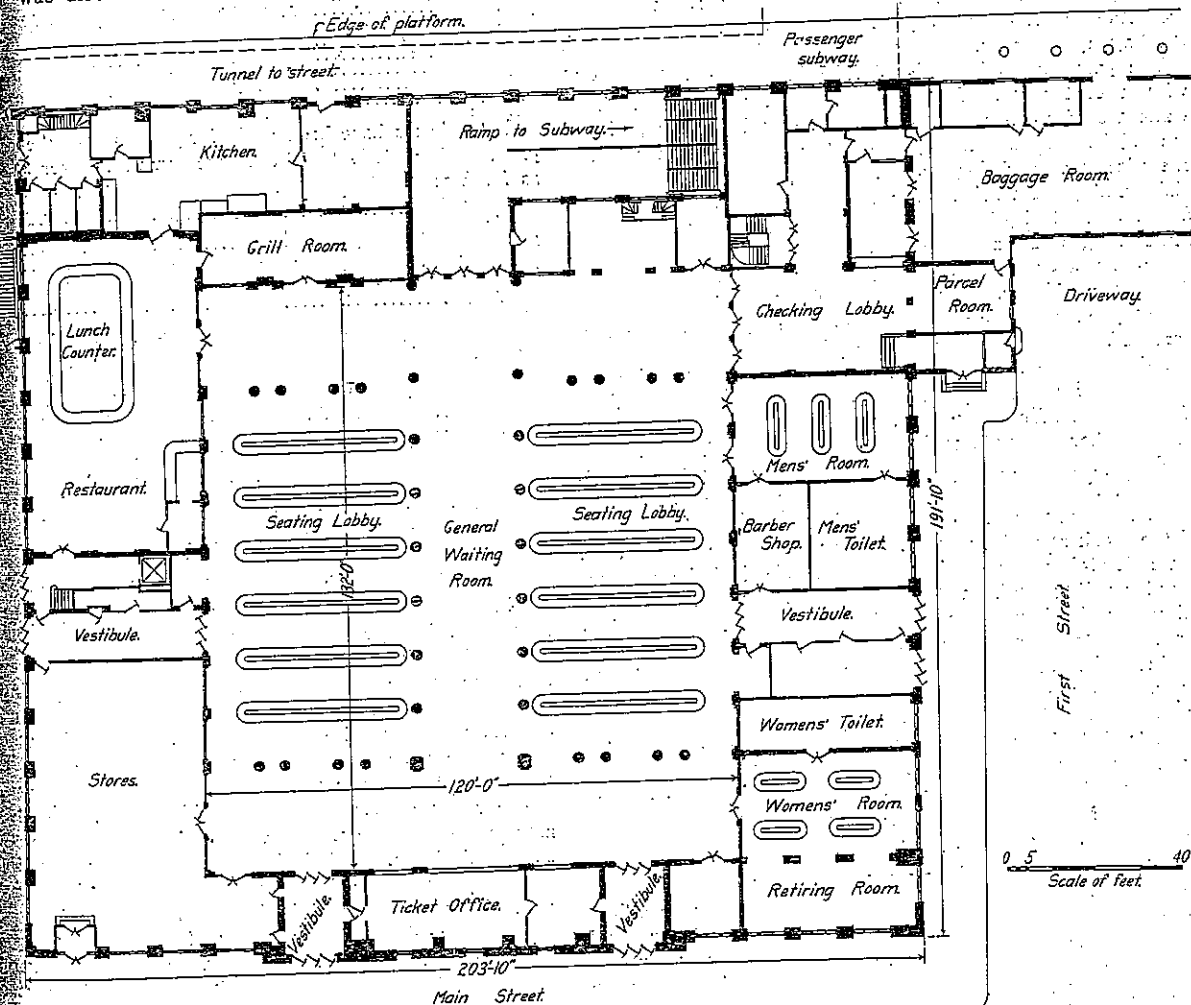 Edge of platform.
Passenger
subway.
Tunnel to street.
Ramp to Subway.
Kitchen.
Baggage Room.
Grill Room.
Lunch
Counter.
Checking Lobby.
Parcel
Room.
Driveway.
Mens' Room.
Restaurant.
Seating Lobby.
General
Waiting
Room.
Seating Lobby.
Barber
Shop.
Mens'
Toilet.
191'-10"
132'-0"
Vestibule.
Vestibule.
First Street
Womens' Toilet.
Stores.
120'-0"
Womens' Room.
0 5 40
Scale of feet.
Retiring Room.
Vestibule.
Ticket Office.
Vestibule.
203'-10"
Main Street.